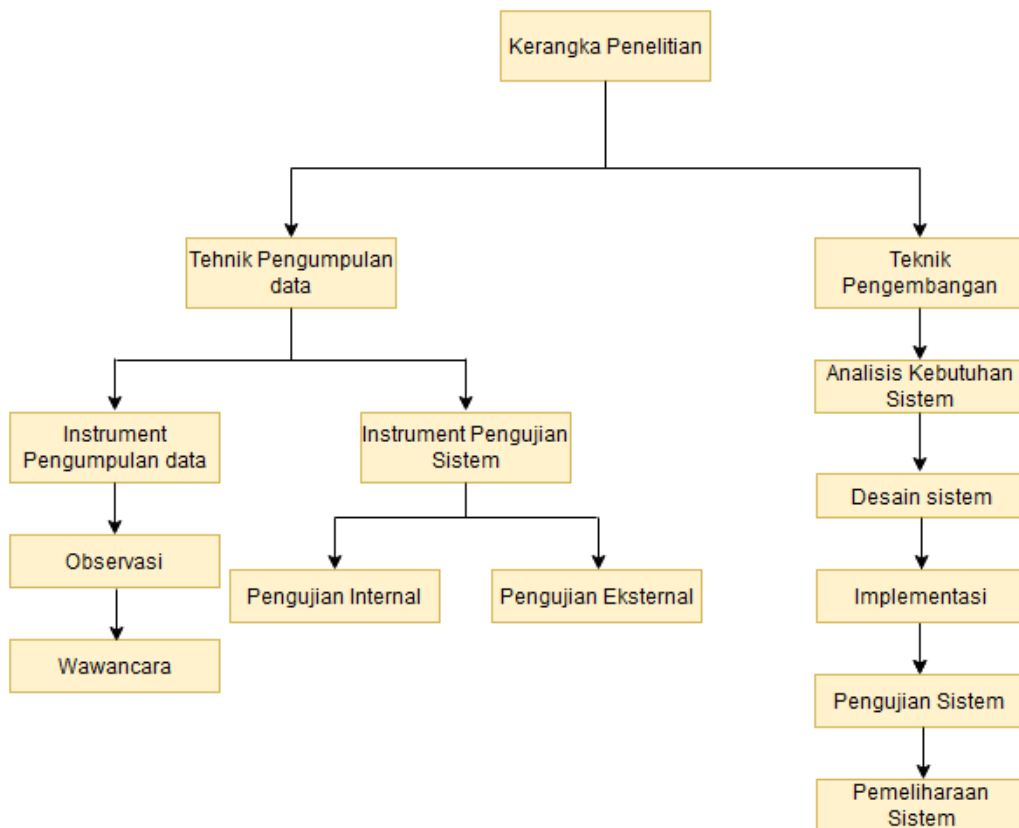 Kerangka Penelitian
Tehnik Pengumpulan
data
Teknik
Pengembangan
Analisis Kebutuhan
Sistem
Instrument
Pengumpulan data
Instrument Pengujian
Sistem
Desain sistem
Observasi
Pengujian Internal
Pengujian Eksternal
Implementasi
Wawancara
Pengujian Sistem
Pemeliharaan
Sistem